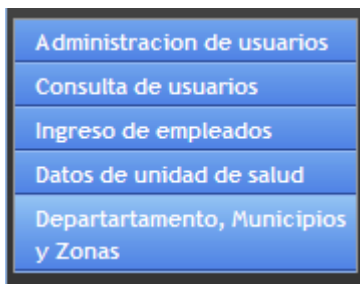 Administracion de usuarios
Consulta de usuarios
Ingreso de empleados
Datos de unidad de salud
Departartamento, Municipios
y Zonas